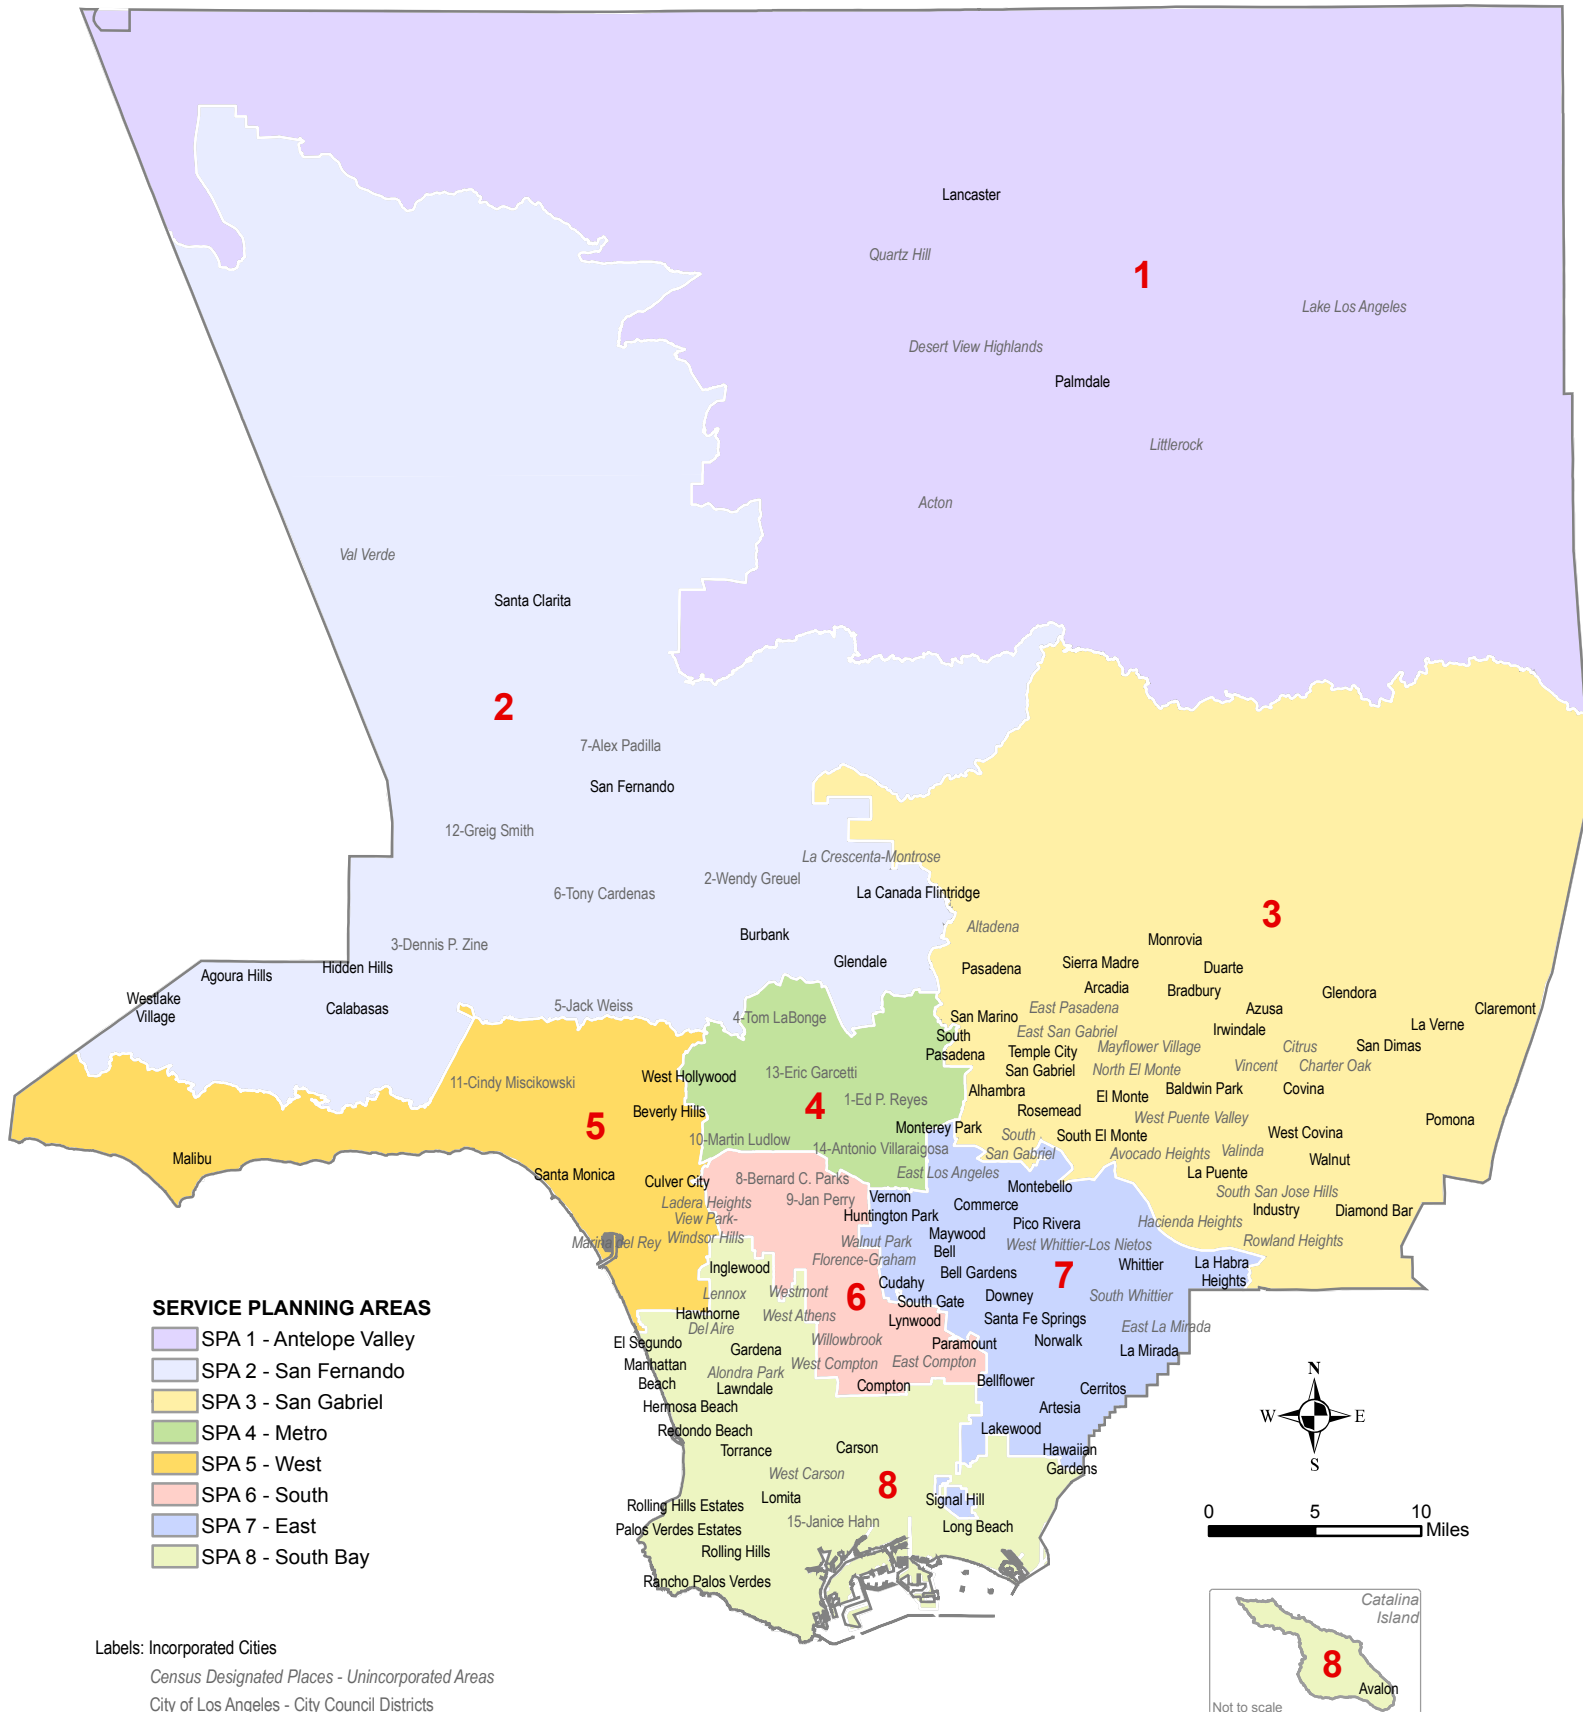 Lancaster
Quartz Hill
1
Lake Los Angeles
Desert View Highlands
Palmdale
Littlerock
Acton
Val Verde
Santa Clarita
2
7-Alex Padilla
San Fernando
12-Greig Smith
La Crescenta-Montrose
2-Wendy Greuel
6-Tony Cardenas
La Canada Flintridge
3
Altadena
Burbank
Monrovia
3-Dennis P. Zine
Glendale
Sierra Madre
Pasadena
Duarte
Hidden Hills
Agoura Hills
Arcadia
Bradbury
Glendora
Westlake
Village
Calabasas
5-Jack Weiss
East Pasadena
Azusa
Claremont
4-Tom LaBonge
San Marino
La Verne
East San Gabriel
Irwindale
South
Pasadena
Mayflower Village
Citrus
San Dimas
Temple City
Vincent
Charter Oak
San Gabriel
North El Monte
13-Eric Garcetti
West Hollywood
11-Cindy Miscikowski
Alhambra
Baldwin Park
Covina
El Monte
1-Ed P. Reyes
4
Beverly Hills
Rosemead
West Puente Valley
Pomona
5
Monterey Park
South
San Gabriel
South El Monte
West Covina
10-Martin Ludlow
14-Antonio Villaraigosa
Avocado Heights
Valinda
Malibu
Walnut
Santa Monica
Culver City
8-Bernard C. Parks
East Los Angeles
La Puente
Montebello
South San Jose Hills
9-Jan Perry
Vernon
Ladera Heights
Commerce
Industry
Diamond Bar
View Park-
Windsor Hills
Huntington Park
Pico Rivera
Hacienda Heights
Marina del Rey
Walnut Park
Maywood
West Whittier-Los Nietos
Rowland Heights
Bell
Florence-Graham
Inglewood
Whittier
La Habra
Heights
Bell Gardens
7
Cudahy
Lennox
Westmont
6
South Gate
Downey
South Whittier
Hawthorne
West Athens
Lynwood
Santa Fe Springs
Del Aire
East La Mirada
El Segundo
Willowbrook
Paramount
Norwalk
Gardena
La Mirada
Manhattan
Beach
West Compton
East Compton
Alondra Park
Bellflower
Lawndale
Compton
Cerritos
Hermosa Beach
Artesia
Redondo Beach
Lakewood
Torrance
Carson
Hawaiian
Gardens
West Carson
8
Lomita
Signal Hill
Rolling Hills Estates
15-Janice Hahn
Long Beach
Palos Verdes Estates
Rolling Hills
Rancho Palos Verdes
SERVICE PLANNING AREAS
SPA 1 - Antelope Valley
SPA 2 - San Fernando
SPA 3 - San Gabriel
SPA 4 - Metro
SPA 5 - West
SPA 6 - South
SPA 7 - East
SPA 8 - South Bay
N
W E
S
0 5 10
Miles
Catalina
Island
8
Avalon
Not to scale
Labels: Incorporated Cities
Census Designated Places - Unincorporated Areas
City of Los Angeles - City Council Districts